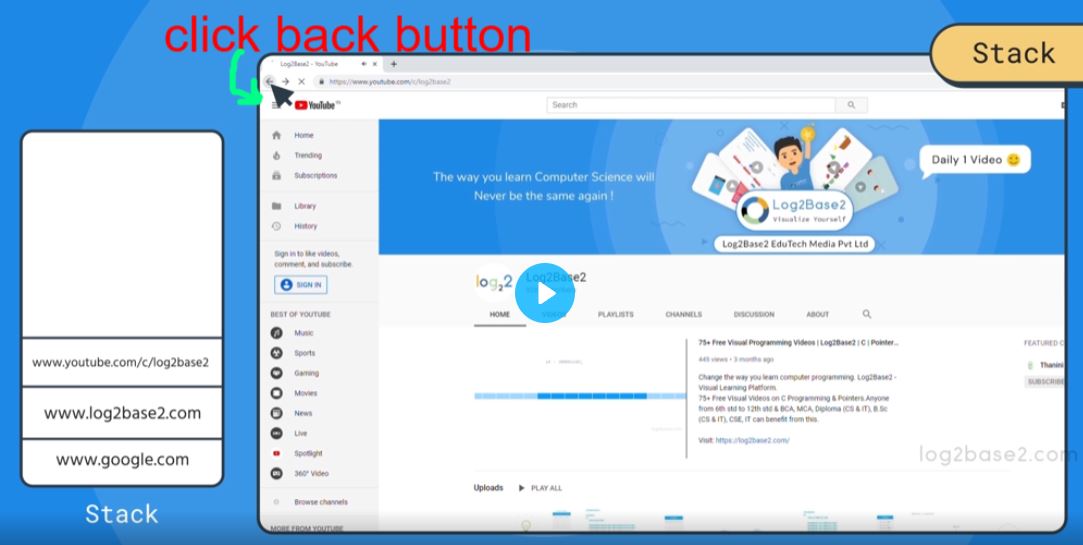 click back button
Stack
Log2Base2 - YouTube
https://www.youtube.com/c/log2base2
YouTube
Search
Home
Trending
Subscriptions
Library
History
Sign in to like videos,
comment, and subscribe.
SIGN IN
BEST OF YOUTUBE
Music
Sports
Gaming
Movies
News
Live
Spotlight
360° Video
Browse channels
MORE FROM YOUTUBE
The way you learn Computer Science will
Never be the same again !
Log2Base2
Visualize Yourself
Log2Base2 EduTech Media Pvt Ltd
Daily 1 Video
log₂2
Log2Base2
HOME
PLAYLISTS
CHANNELS
DISCUSSION
ABOUT
75+ Free Visual Programming Videos | Log2Base2 | C | Pointer...
449 views • 3 months ago
Change the way you learn computer programming. Log2Base2 -
Visual Learning Platform.
75+ Free Visual Videos on C Programming & Pointers.Anyone
from 6th std to 12th std & BCA, MCA, Diploma (CS & IT), B.Sc
(CS & IT), CSE, IT can benefit from this.
Visit: https://log2base2.com/
FEATURED C
Thanini
SUBSCRIBE
Uploads
PLAY ALL
log2base2.com
www.youtube.com/c/log2base2
www.log2base2.com
www.google.com
Stack